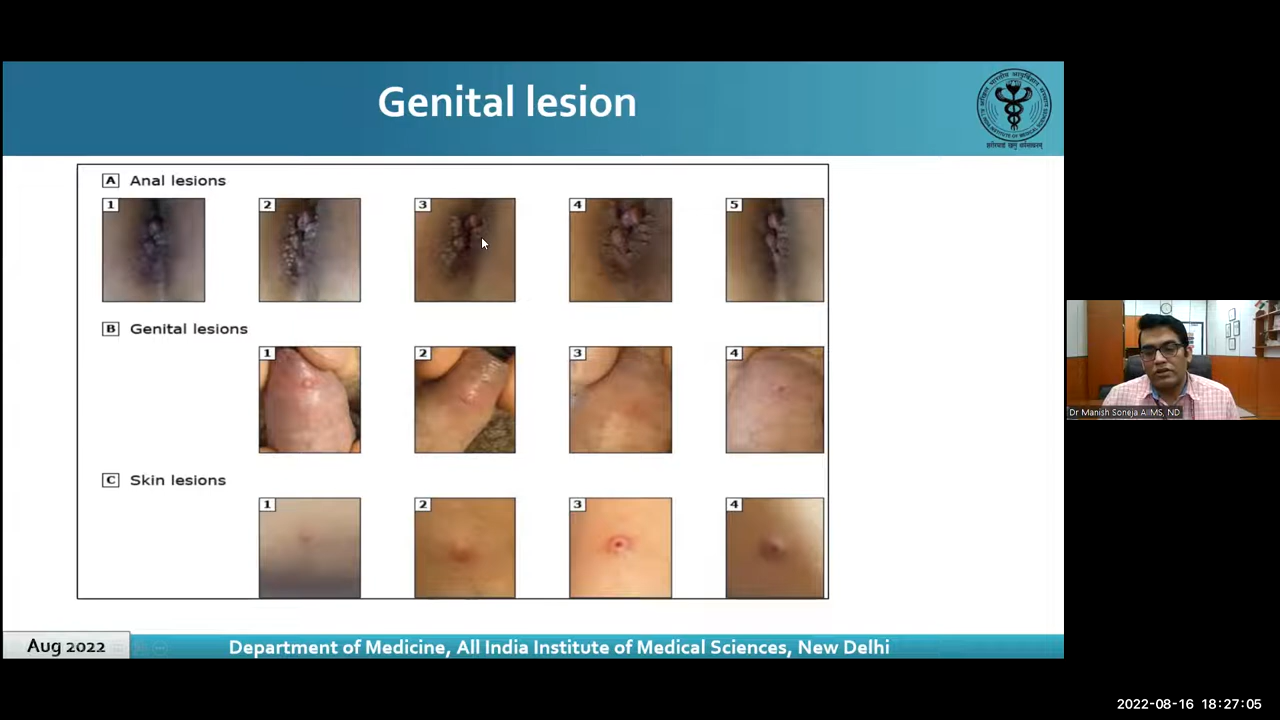 Genital lesion
A Anal lesions
1 2 3 4 5
B Genital lesions
1 2 3 4
C Skin lesions
1 2 3 4
Dr Manish Soneja A. MS, ND
Aug 2022
Department of Medicine, All India Institute of Medical Sciences, New Delhi
2022-08-16 18:27:05